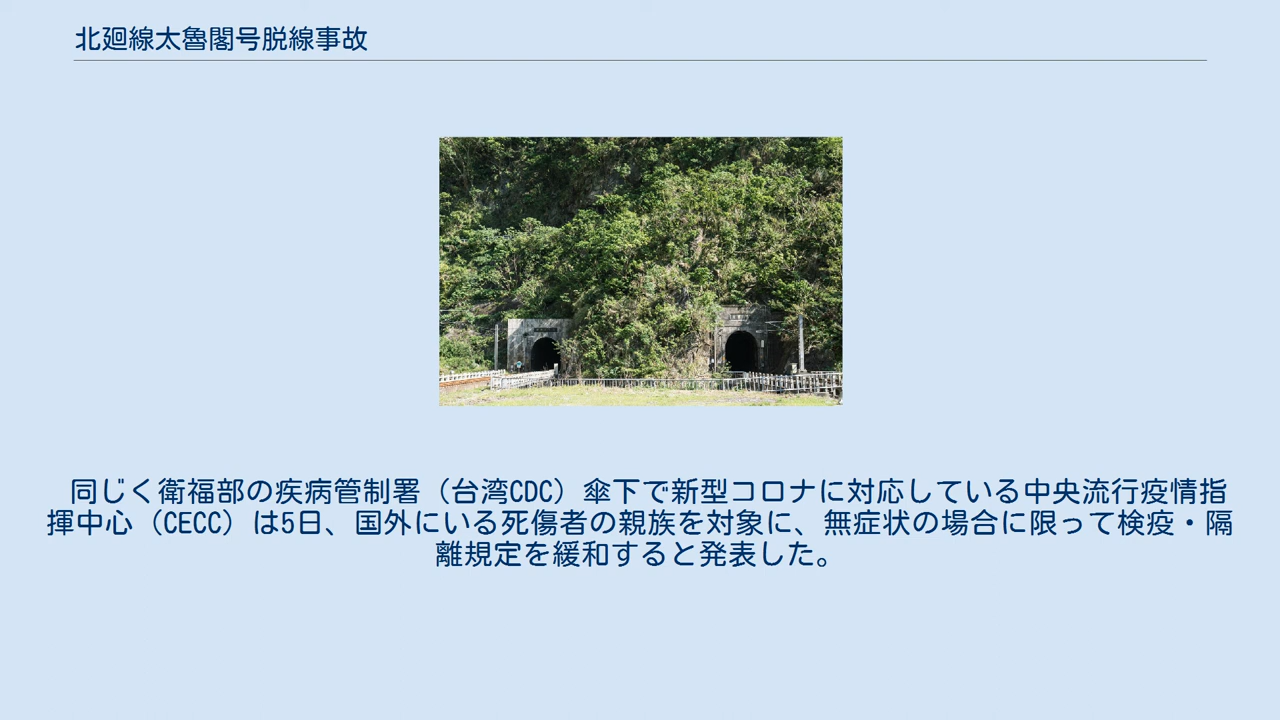 北廻線太魯閣号脱線事故
同じく衛福部の疾病管制署（台湾CDC）傘下で新型コロナに対応している中央流行疫情指
揮中心（CECC）は5日、国外にいる死傷者の親族を対象に、無症状の場合に限って検疫・隔
離規定を緩和すると発表した。